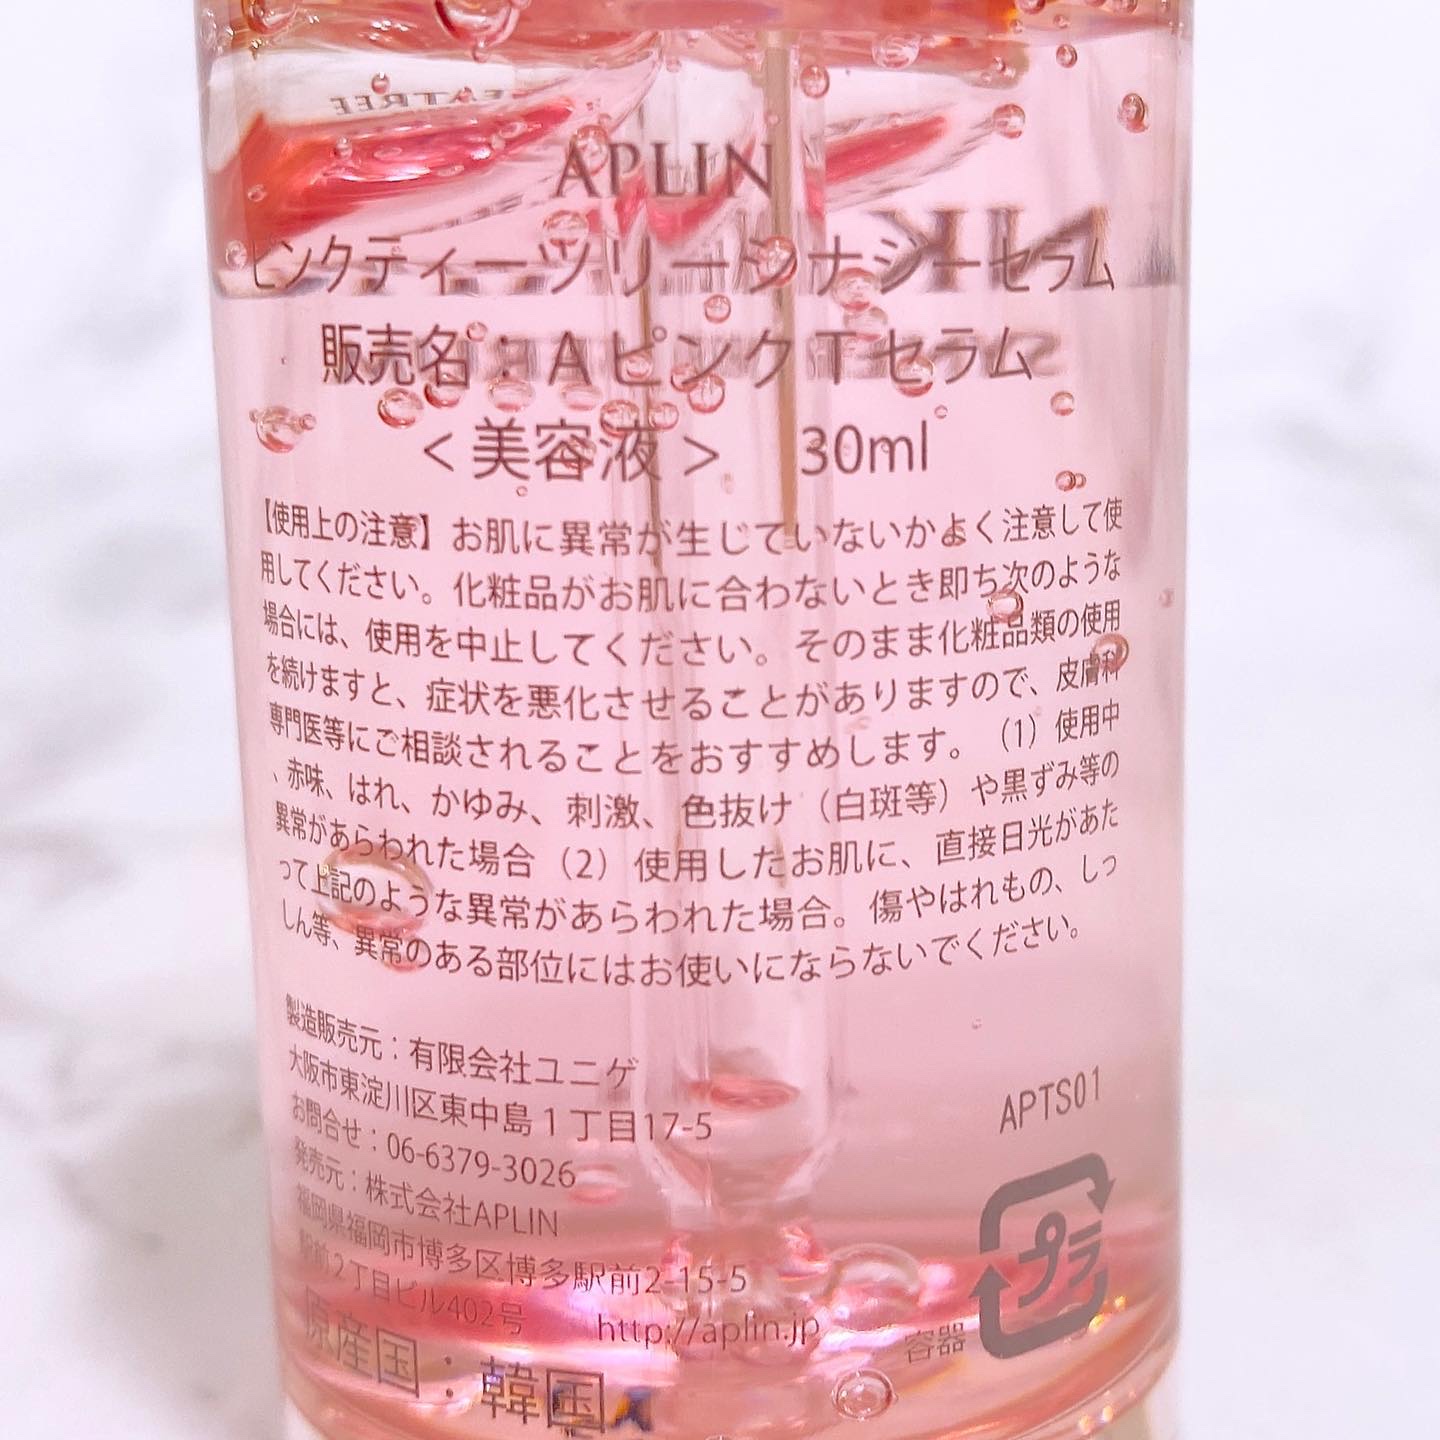 APLIN
ピンクティーツリーシナジーセラム
販売名：AピンクTセラム
＜美容液＞ 30ml
【使用上の注意】お肌に異常が生じていないかよく注意して使
用してください。化粧品がお肌に合わないとき即ち次のような
場合には、使用を中止してください。そのまま化粧品類の使用
を続けますと、症状を悪化させることがありますので、皮膚科
専門医等にご相談されることをおすすめします。（1）使用中
、赤味、はれ、かゆみ、刺激、色抜け（白斑等）や黒ずみ等の
異常があらわれた場合（2）使用したお肌に、直接日光があた
って上記のような異常があらわれた場合。傷やはれもの、しっ
しん等、異常のある部位にはお使いにならないでください。
製造販売元：有限会社ユニゲ
大阪市東淀川区東中島1丁目17-5
お問合せ：06-6379-3026
発売元：株式会社APLIN
福岡県福岡市博多区博多駅前2-15-5
駅前2丁目ビル402号 http://aplin.jp
原産国：韓国
APTS01
プラ
容器